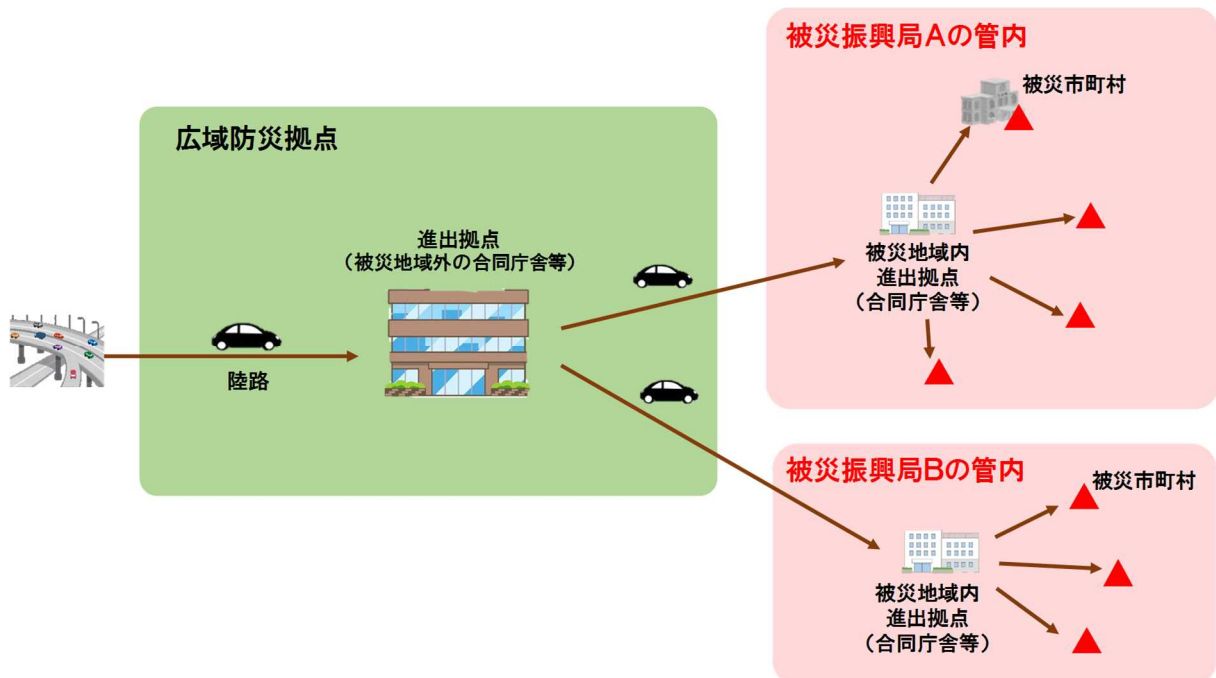 広域防災拠点
進出拠点
(被災地域外の合同庁舎等)
陸路
被災振興局Aの管内
被災市町村
被災地域内
進出拠点
(合同庁舎等)
被災振興局Bの管内
被災市町村
被災地域内
進出拠点
(合同庁舎等)